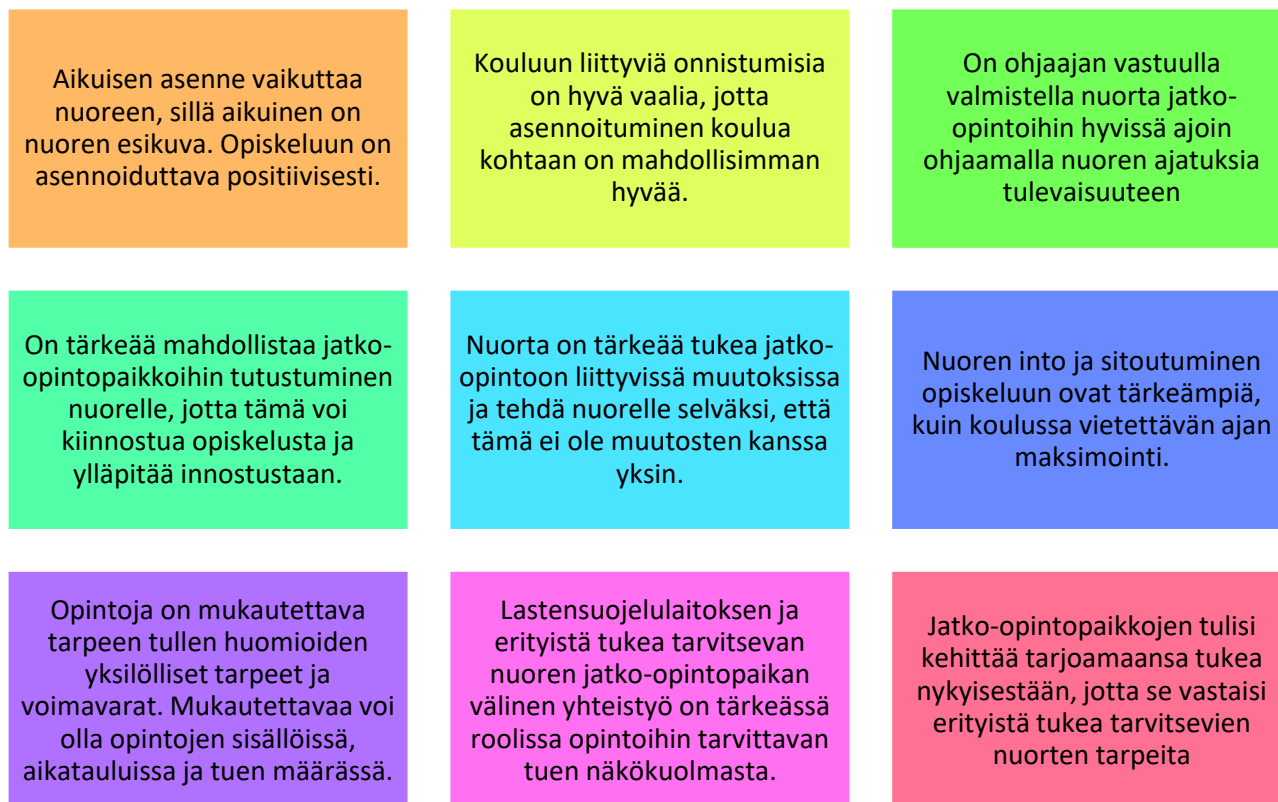 Aikuisen asenne vaikuttaa
nuoreen, sillä aikuinen on
nuoren esikuva. Opiskeluun on
asennoiduttava positiivisesti.
Kouluun liittyviä onnistumisia
on hyvä vaalia, jotta
asennoituminen koulua
kohtaan on mahdollisimman
hyvää.
On ohjaajan vastuulla
valmistella nuorta jatko-
opintoihin hyvissä ajoin
ohjaamalla nuoren ajatuksia
tulevaisuuteen
On tärkeää mahdollistaa jatko-
opintopaikkoihin tutustuminen
nuorelle, jotta tämä voi
kiinnostua opiskelusta ja
ylläpitää innostustaan.
Nuorta on tärkeää tukea jatko-
opintoon liittyvissä muutoksissa
ja tehdä nuorelle selväksi, että
tämä ei ole muutosten kanssa
yksin.
Nuoren into ja sitoutuminen
opiskeluun ovat tärkeämpiä,
kuin koulussa vietettävän ajan
maksimointi.
Opintoja on mukautettava
tarpeen tullen huomioiden
yksilölliset tarpeet ja
voimavarat. Mukautettavaa voi
olla opintojen sisällöissä,
aikatauluissa ja tuen määrässä.
Lastensuojelulaitoksen ja
erityistä tukea tarvitsevan
nuoren jatko-opintopaikan
välinen yhteistyö on tärkeässä
roolissa opintoihin tarvittavan
tuen näkökuolmasta.
Jatko-opintopaikkojen tulisi
kehittää tarjoamaansa tukea
nykyisestään, jotta se vastaisi
erityistä tukea tarvitsevien
nuorten tarpeita